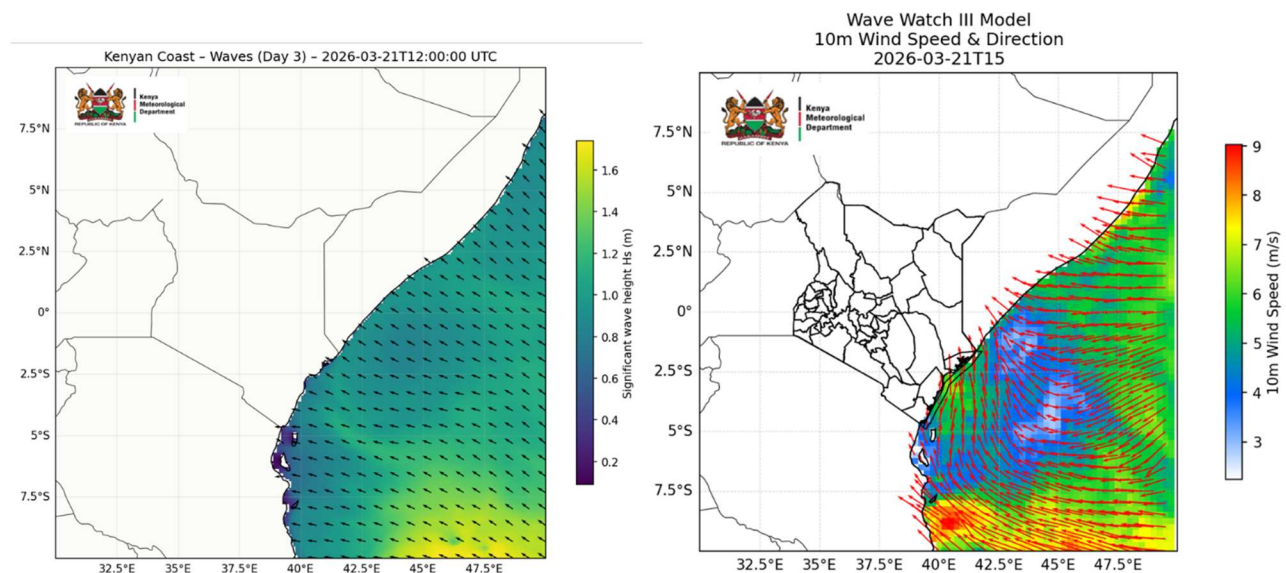 Kenyan Coast – Waves (Day 3) – 2026-03-21T12:00:00 UTC
Kenya
Meteorological
Department
REPUBLIC OF KENYA
7.5°N
5°N
2.5°N
0°
2.5°S
5°S
7.5°S
32.5°E
35°E
37.5°E
40°E
42.5°E
45°E
47.5°E
1.6
1.4
1.2
1.0
0.8
0.6
0.4
0.2
Significant wave height Hs (m)
Wave Watch III Model
10m Wind Speed & Direction
2026-03-21T15
Kenya
Meteorological
Department
REPUBLIC OF KENYA
7.5°N
5°N
2.5°N
0°
2.5°S
5°S
7.5°S
32.5°E
35°E
37.5°E
40°E
42.5°E
45°E
47.5°E
9
8
7
6
5
4
3
10m Wind Speed (m/s)